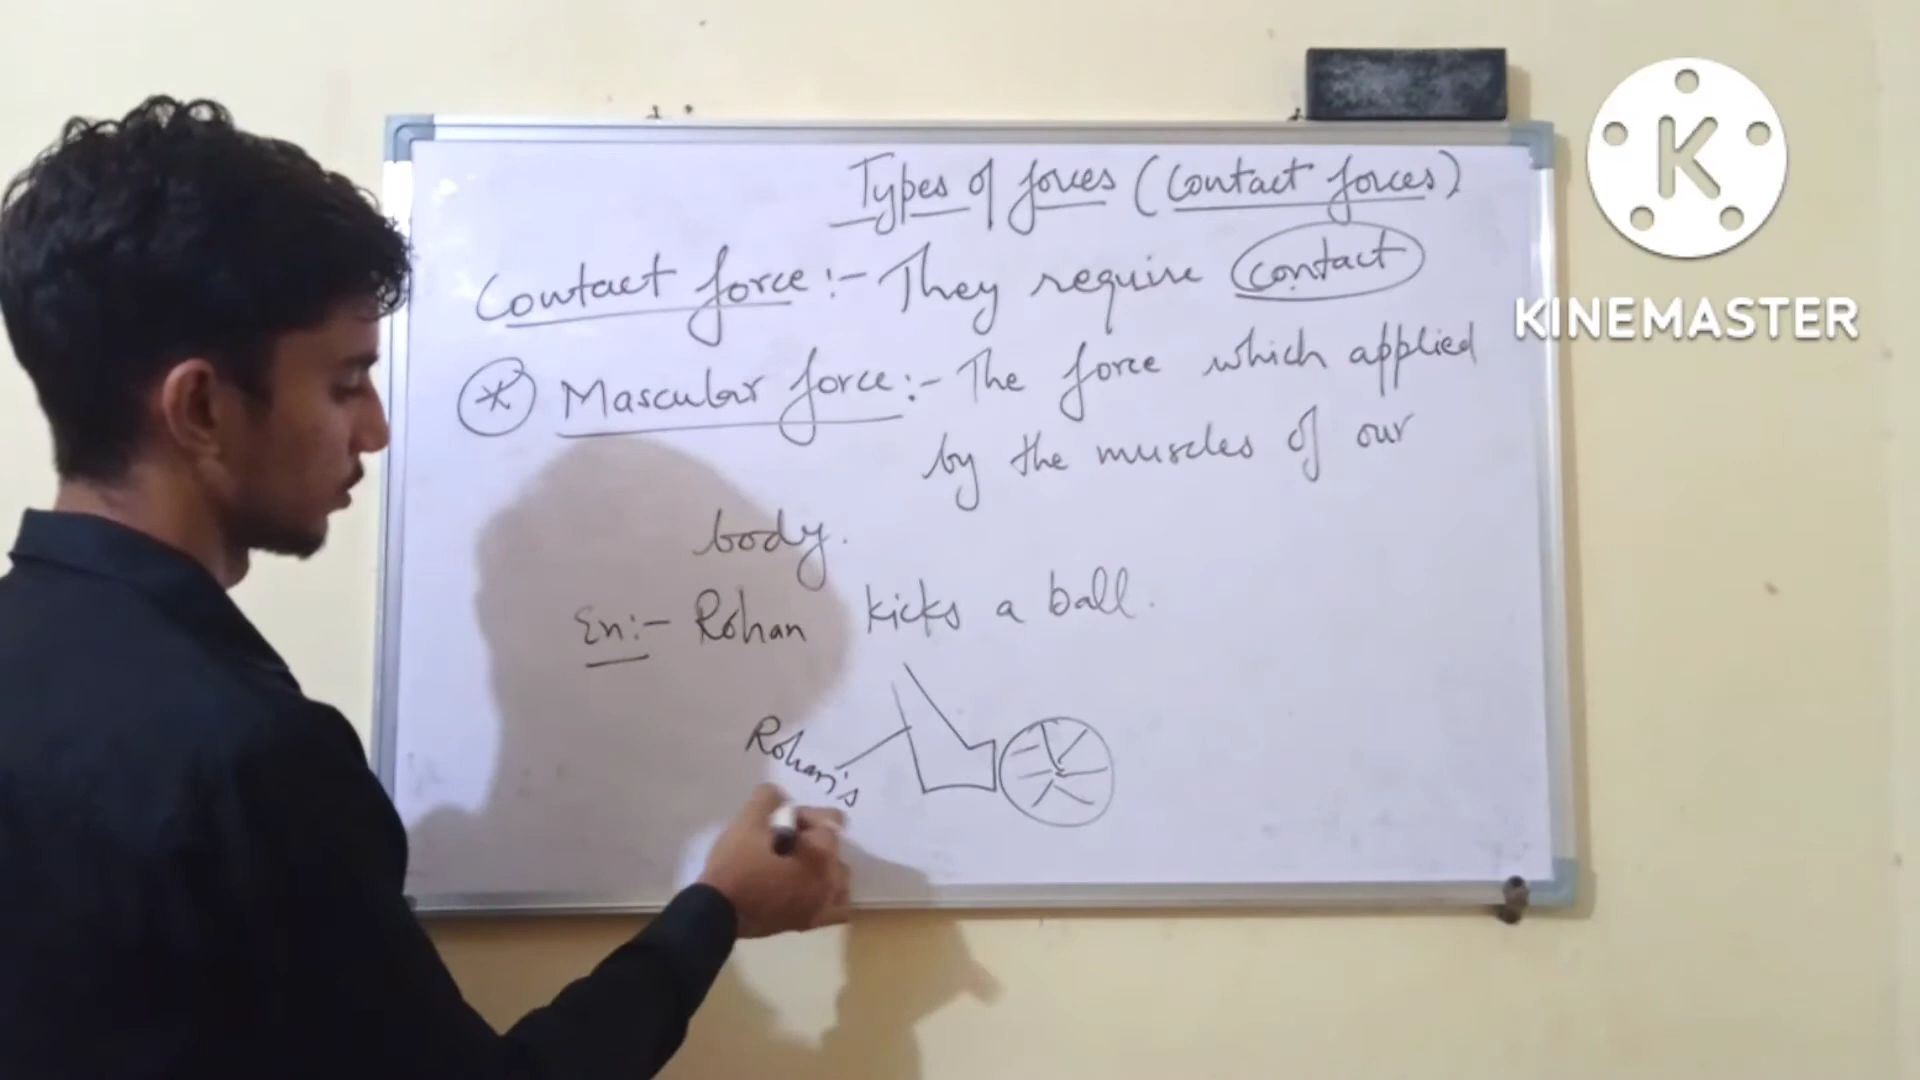 Types of forces (Contact forces)
Contact force :- They require contact
* Mascular force :- The force which applied
by the muscles of our
body.
En:- Rohan kicks a ball.
Rohan's
K
KINEMASTER